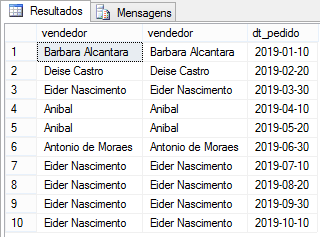 Resultados Mensagens
vendedor vendedor dt_pedido
1 Barbara Alcantara Barbara Alcantara 2019-01-10
2 Deise Castro Deise Castro 2019-02-20
3 Eider Nascimento Eider Nascimento 2019-03-30
4 Anibal Anibal 2019-04-10
5 Anibal Anibal 2019-05-20
6 Antonio de Moraes Antonio de Moraes 2019-06-30
7 Eider Nascimento Eider Nascimento 2019-07-10
8 Eider Nascimento Eider Nascimento 2019-08-20
9 Eider Nascimento Eider Nascimento 2019-09-30
10 Eider Nascimento Eider Nascimento 2019-10-10